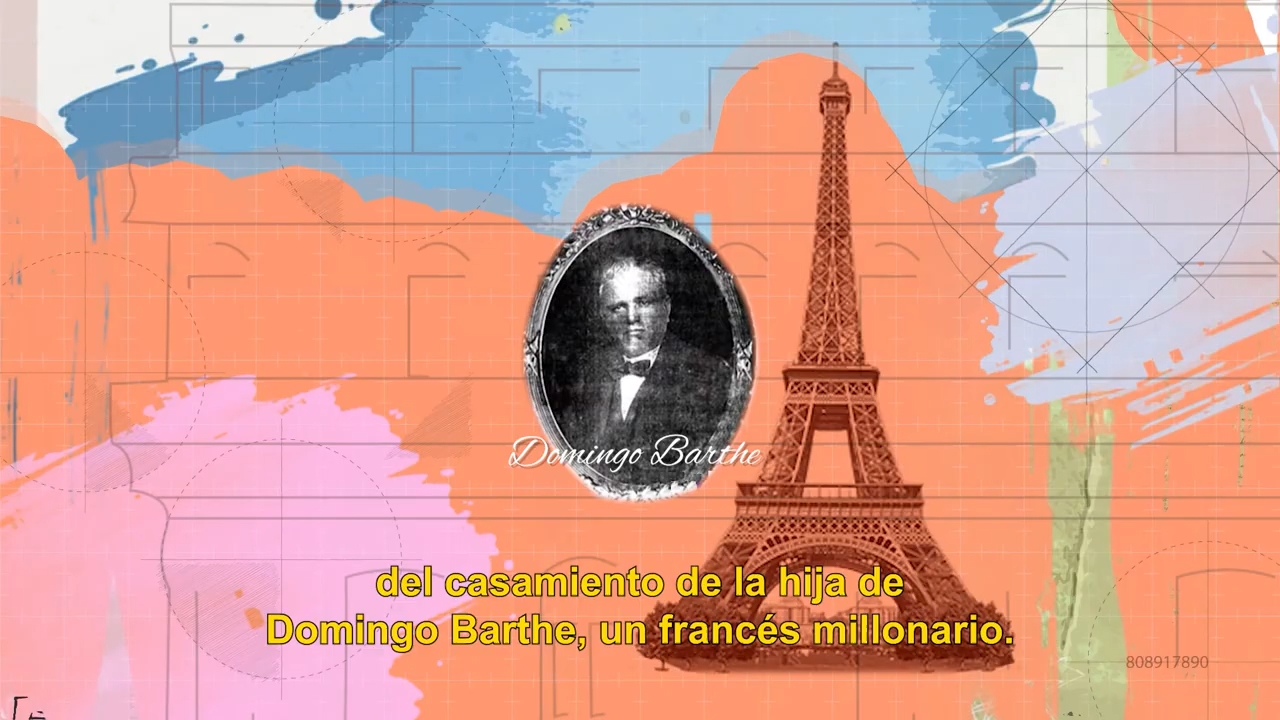 Domingo Barthe
del casamiento de la hija de
Domingo Barthe, un francés millonario.
808917890